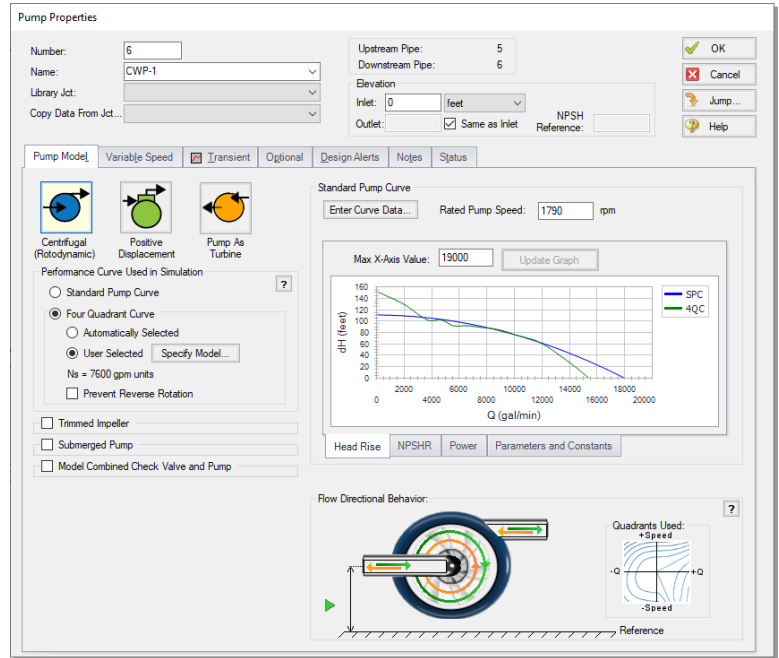 Pump Properties
Number: 6
Name: CWP-1
Library Jct:
Copy Data From Jct...
Upstream Pipe: 5
Downstream Pipe: 6
Elevation
Inlet: 0 feet
Outlet: Same as Inlet
NPSH
Reference:
OK
Cancel
Jump...
Help
Pump Model
Variable Speed
Transient
Optional
Design Alerts
Notes
Status
Centrifugal
(Rotodynamic)
Positive
Displacement
Pump As
Turbine
Performance Curve Used in Simulation
?
Standard Pump Curve
Four Quadrant Curve
Automatically Selected
User Selected
Specify Model...
Ns = 7600 gpm units
Prevent Reverse Rotation
Trimmed Impeller
Submerged Pump
Model Combined Check Valve and Pump
Standard Pump Curve
Enter Curve Data...
Rated Pump Speed: 1790 rpm
Max X-Axis Value: 19000
Update Graph
160
140
120
100
80
60
40
20
0
dH (feet)
2000 6000 10000 14000 18000
0 4000 8000 12000 16000 20000
Q (gal/min)
SPC
4QC
Head Rise
NPSHR
Power
Parameters and Constants
Flow Directional Behavior:
?
Quadrants Used:
+Speed
-Q
+Q
-Speed
Reference